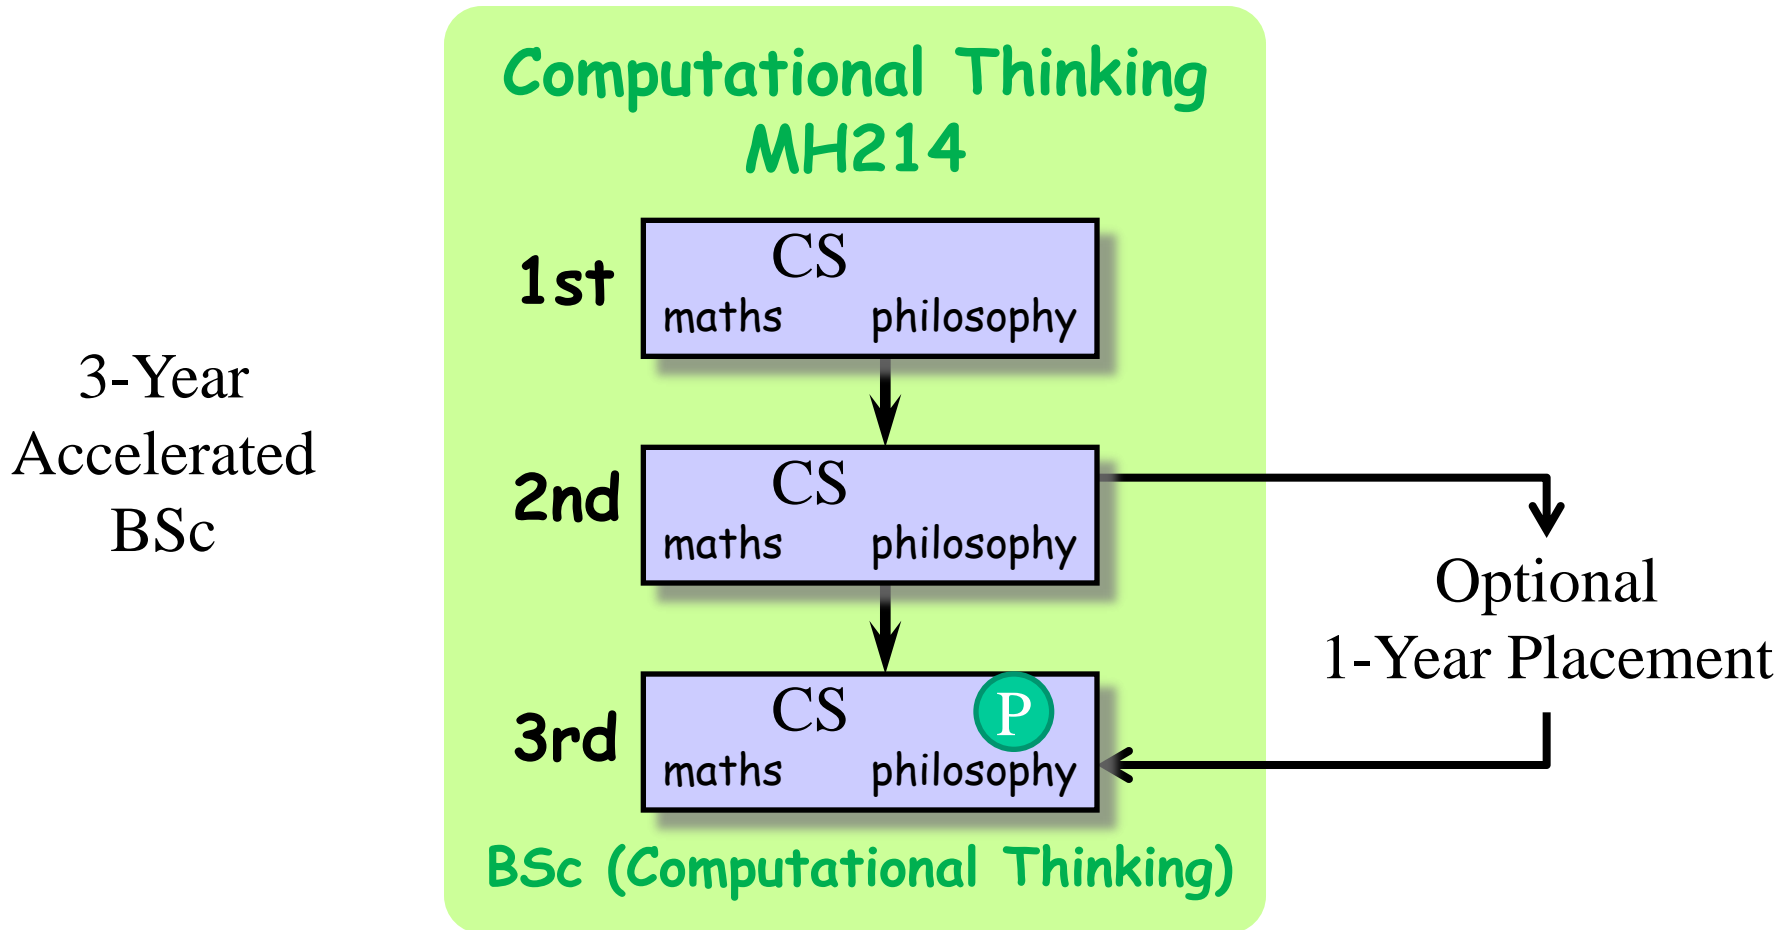 Computational Thinking
MH214
3-Year
Accelerated
BSc
1st
CS
maths philosophy
2nd
CS
maths philosophy
Optional
1-Year Placement
3rd
CS P
maths philosophy
BSc (Computational Thinking)